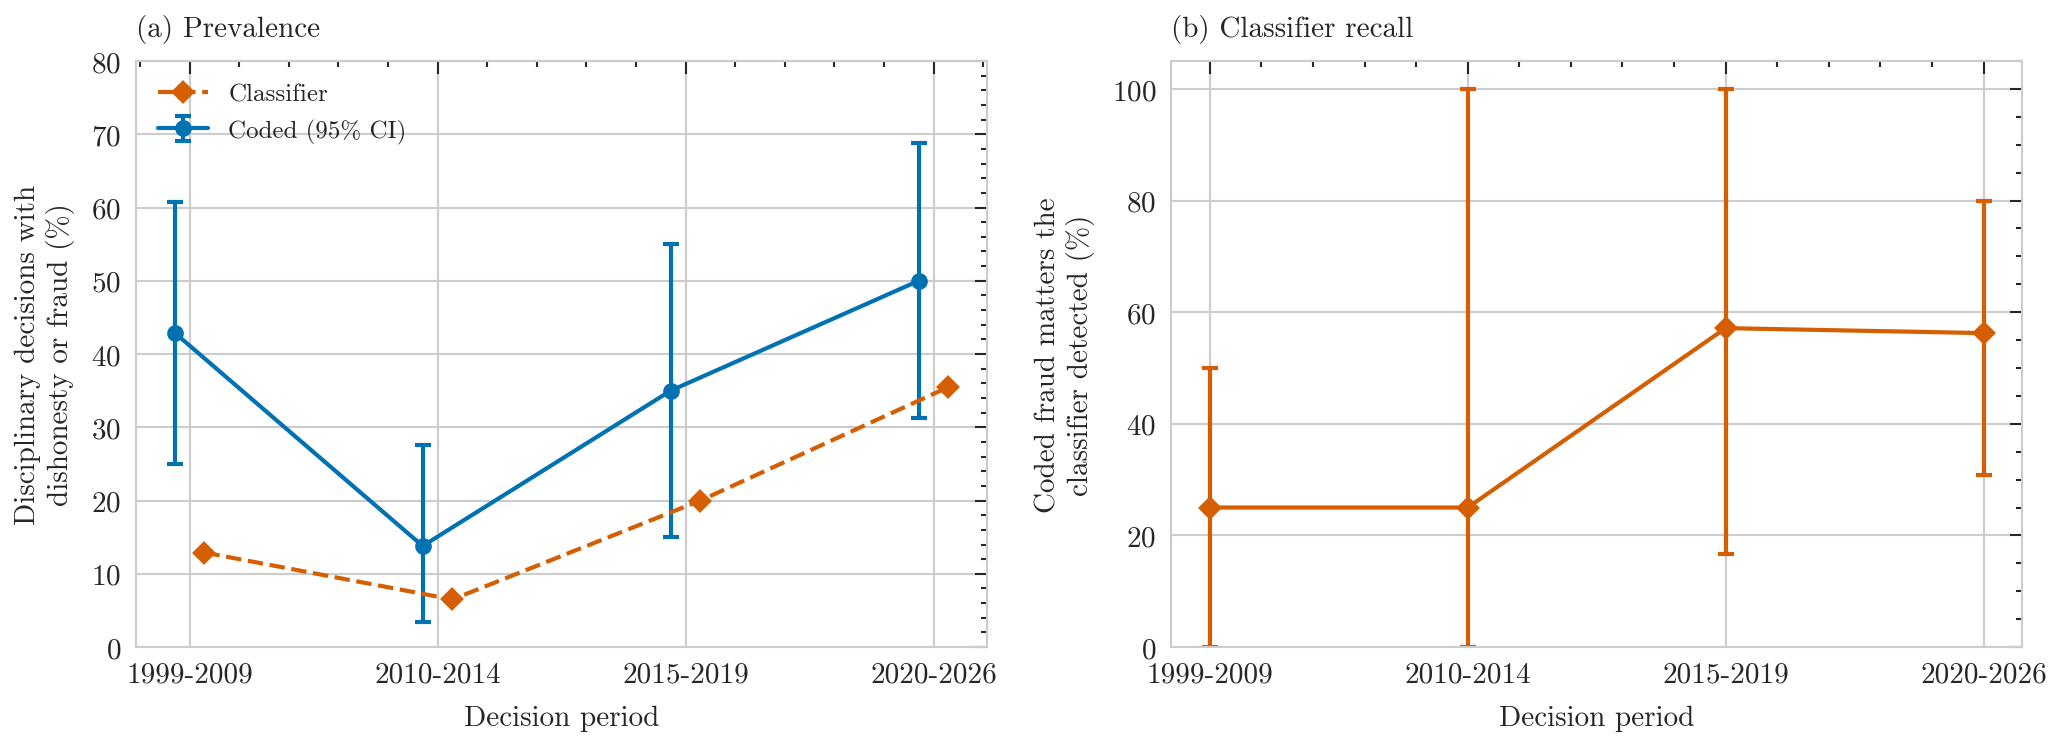 (a) Prevalence
Disciplinary decisions with
dishonesty or fraud (%)
80
70
60
50
40
30
20
10
0
Classifier
Coded (95% CI)
1999-2009
2010-2014
2015-2019
2020-2026
Decision period
(b) Classifier recall
Coded fraud matters the
classifier detected (%)
100
80
60
40
20
0
1999-2009
2010-2014
2015-2019
2020-2026
Decision period